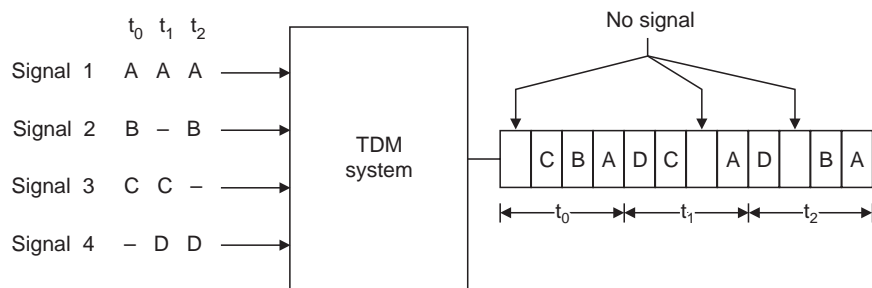 No signal
t0 t1 t2
Signal 1 A A A
Signal 2 B – B
Signal 3 C C –
Signal 4 – D D
TDM
system
C B A D C A D B A
t0 t1 t2